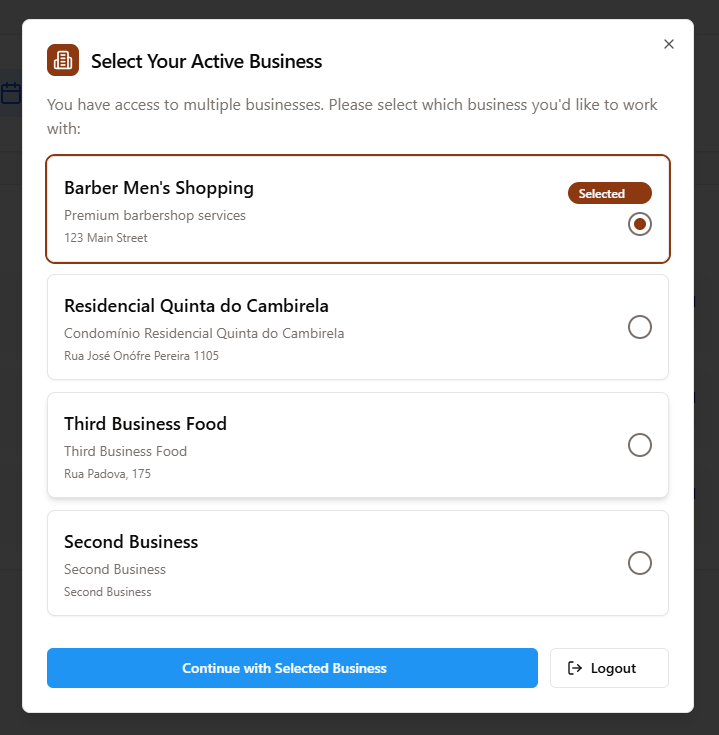 Select Your Active Business
You have access to multiple businesses. Please select which business you'd like to work
with:
Barber Men's Shopping
Selected
Premium barbershop services
123 Main Street
Residencial Quinta do Cambirela
Condomínio Residencial Quinta do Cambirela
Rua José Onófre Pereira 1105
Third Business Food
Third Business Food
Rua Padova, 175
Second Business
Second Business
Second Business
Continue with Selected Business
Logout